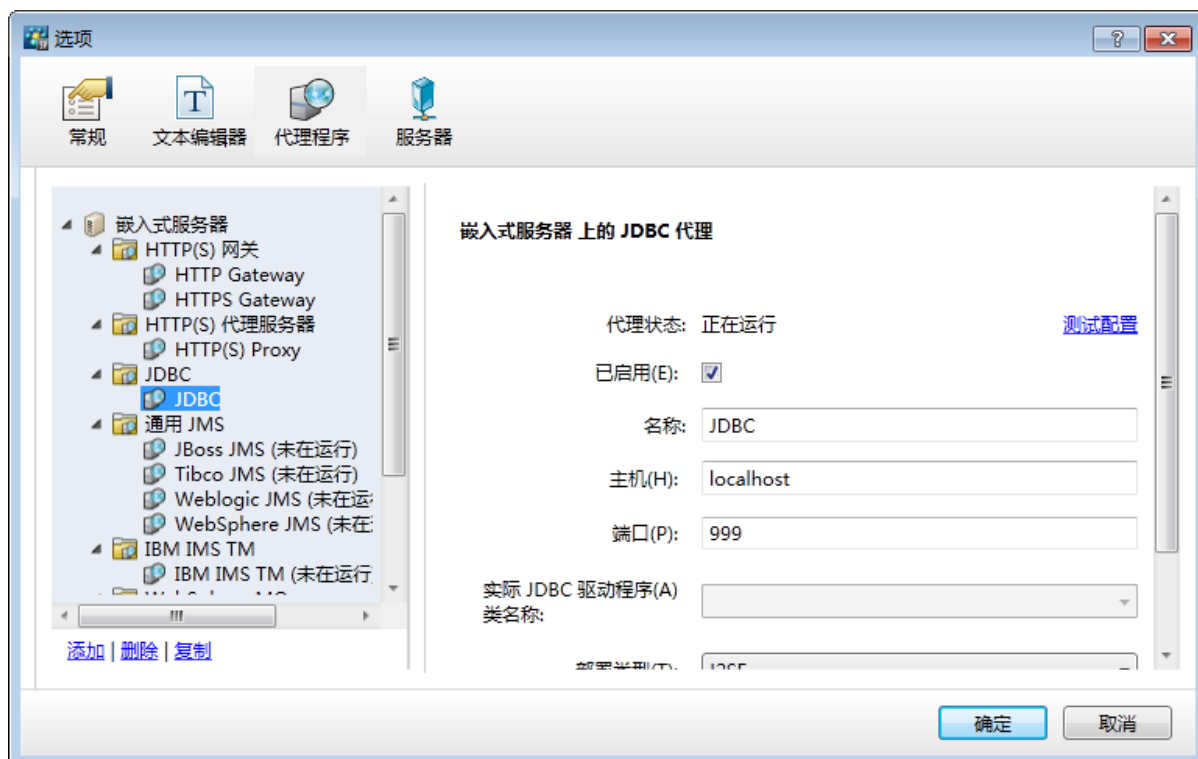 选项
常规
文本编辑器
代理程序
服务器
嵌入式服务器
HTTP(S) 网关
HTTP Gateway
HTTPS Gateway
HTTP(S) 代理服务器
HTTP(S) Proxy
JDBC
JDBC
通用 JMS
JBoss JMS (未在运行)
Tibco JMS (未在运行)
Weblogic JMS (未在运
WebSphere JMS (未在
IBM IMS TM
IBM IMS TM (未在运行
添加 | 删除 | 复制
嵌入式服务器 上的 JDBC 代理
代理状态: 正在运行 测试配置
已启用(E):
名称: JDBC
主机(H): localhost
端口(P): 999
实际 JDBC 驱动程序(A)
类名称:
确定
取消